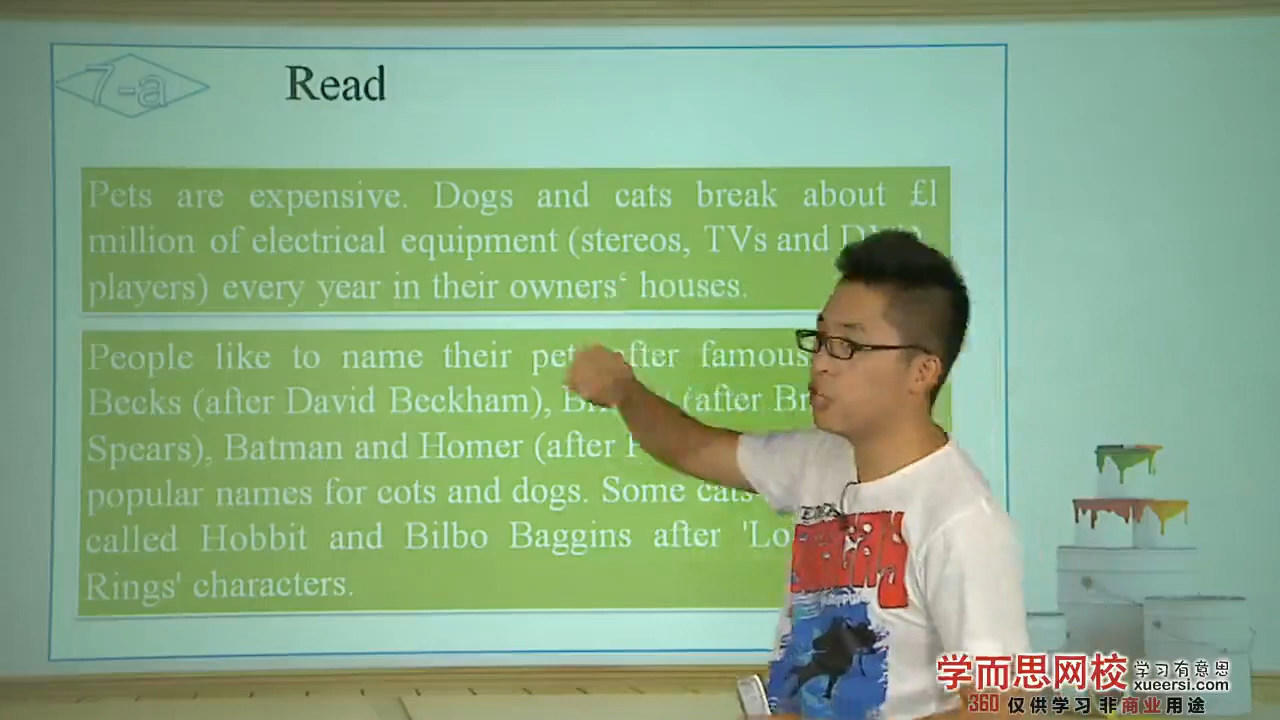 7-a
Read
Pets are expensive. Dogs and cats break about £1
million of electrical equipment (stereos, TVs and
players) every year in their owners‘ houses.
People like to name their after famous
Becks (after David Beckham), (after
Spears), Batman and Homer (after
popular names for cots and dogs. Some cats
called Hobbit and Bilbo Baggins after
Rings' characters.
学而思网校 学习有意思
xueersi.com
360 仅供学习 非商业用途